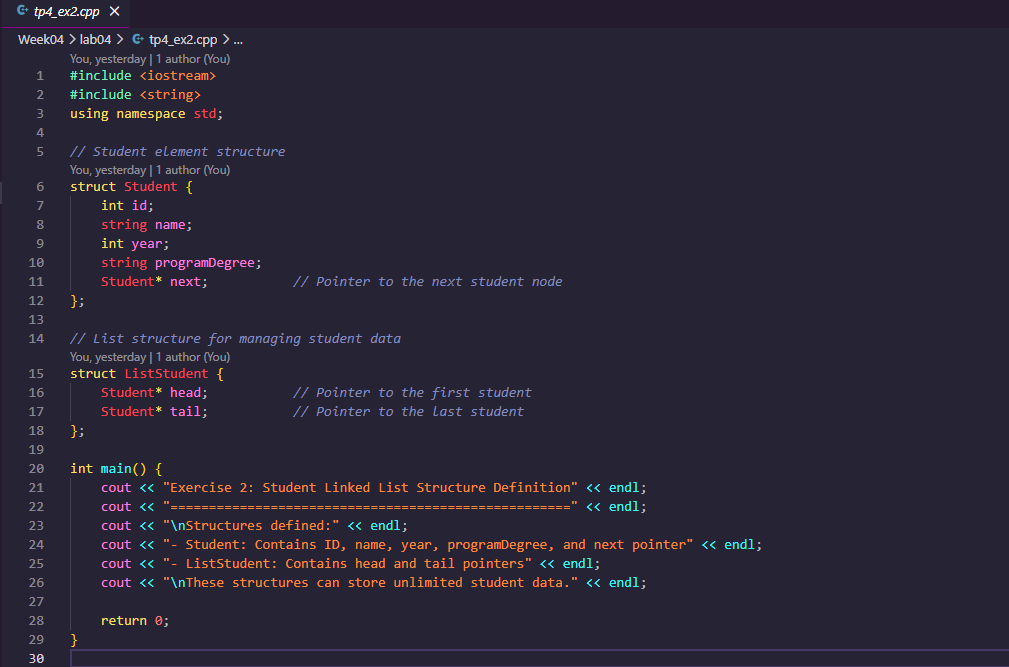 tp4_ex2.cpp
Week04 > lab04 > tp4_ex2.cpp > ...
You, yesterday | 1 author (You)
1 #include <iostream>
2 #include <string>
3 using namespace std;
4
5 // Student element structure
You, yesterday | 1 author (You)
6 struct Student {
7     int id;
8     string name;
9     int year;
10     string programDegree;
11     Student* next;           // Pointer to the next student node
12 };
13
14 // List structure for managing student data
You, yesterday | 1 author (You)
15 struct ListStudent {
16     Student* head;           // Pointer to the first student
17     Student* tail;           // Pointer to the last student
18 };
19
20 int main() {
21     cout << "Exercise 2: Student Linked List Structure Definition" << endl;
22     cout << "====================================================" << endl;
23     cout << "\nStructures defined:" << endl;
24     cout << "- Student: Contains ID, name, year, programDegree, and next pointer" << endl;
25     cout << "- ListStudent: Contains head and tail pointers" << endl;
26     cout << "\nThese structures can store unlimited student data." << endl;
27
28     return 0;
29 }
30